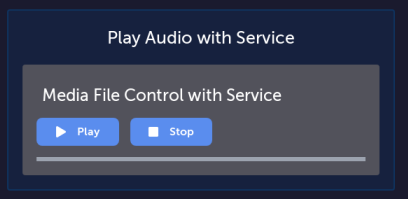 Play Audio with Service
Media File Control with Service
Play
Stop